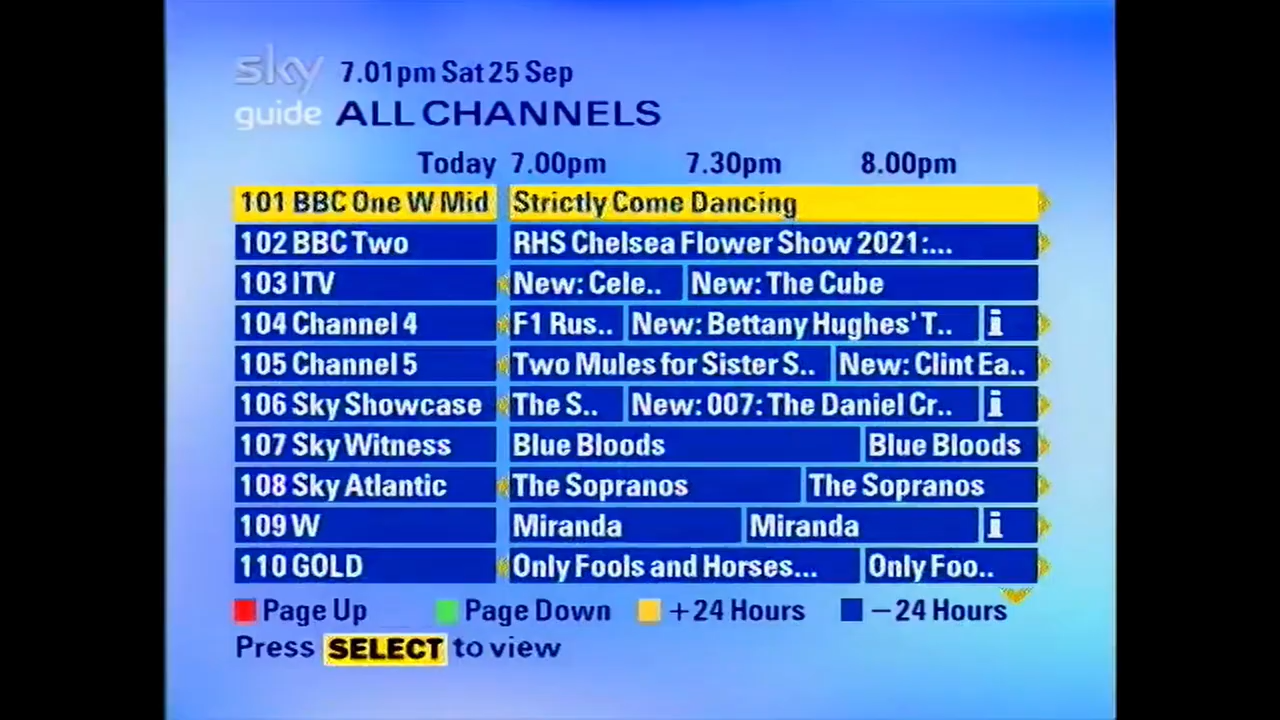 sky 7.01pm Sat 25 Sep
guide ALL CHANNELS
Today 7.00pm 7.30pm 8.00pm
101 BBC One W Mid Strictly Come Dancing
102 BBC Two RHS Chelsea Flower Show 2021:...
103 ITV New: Cele.. New: The Cube
104 Channel 4 F1 Rus.. New: Bettany Hughes' T.. i
105 Channel 5 Two Mules for Sister S.. New: Clint Ea..
106 Sky Showcase The S.. New: 007: The Daniel Cr.. i
107 Sky Witness Blue Bloods Blue Bloods
108 Sky Atlantic The Sopranos The Sopranos
109 W Miranda Miranda i
110 GOLD Only Fools and Horses... Only Foo..
Page Up Page Down +24 Hours −24 Hours
Press SELECT to view